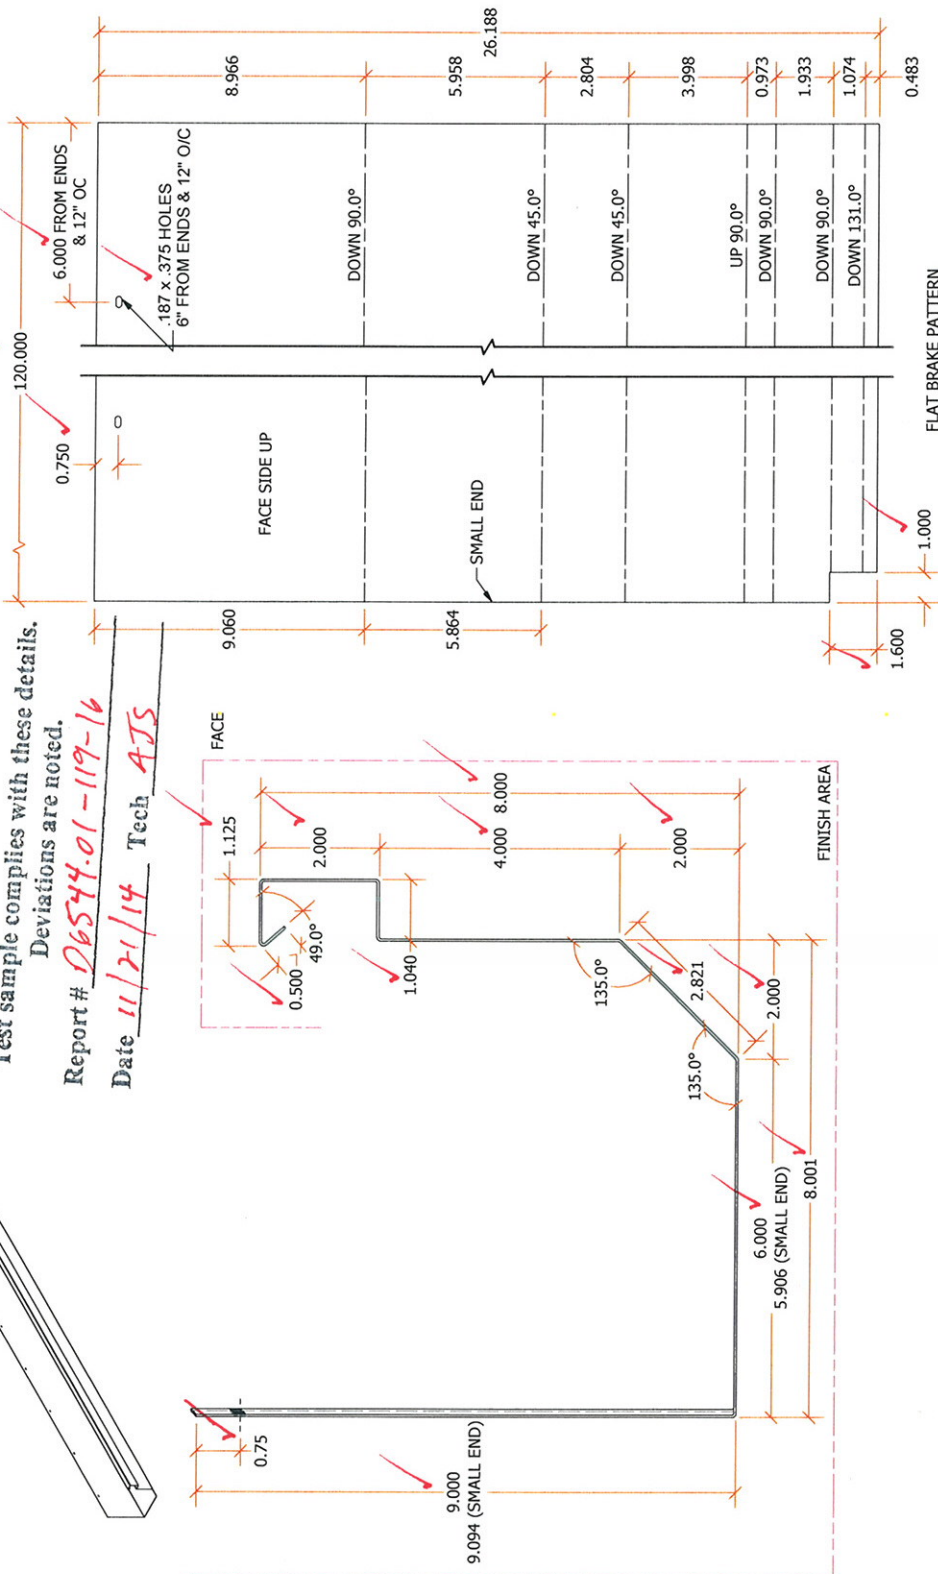 Test sample complies with these details.
Deviations are noted.
Report # D6544.01-119-16
Date 11/21/14 Tech AJS
120.000
6.000 FROM ENDS
& 12" OC
0.750
.187 x .375 HOLES
6" FROM ENDS & 12" O/C
FACE SIDE UP
SMALL END
9.060
5.864
1.600
1.000
8.966
5.958
2.804
3.998
0.973
1.933
1.074
0.483
26.188
DOWN 90.0°
DOWN 45.0°
DOWN 45.0°
UP 90.0°
DOWN 90.0°
DOWN 90.0°
DOWN 131.0°
FLAT BRAKE PATTERN
FACE
1.125
2.000
8.000
4.000
2.000
0.500
49.0°
1.040
135.0°
135.0°
2.821
2.000
6.000
5.906 (SMALL END)
8.001
0.75
9.000
9.094 (SMALL END)
FINISH AREA